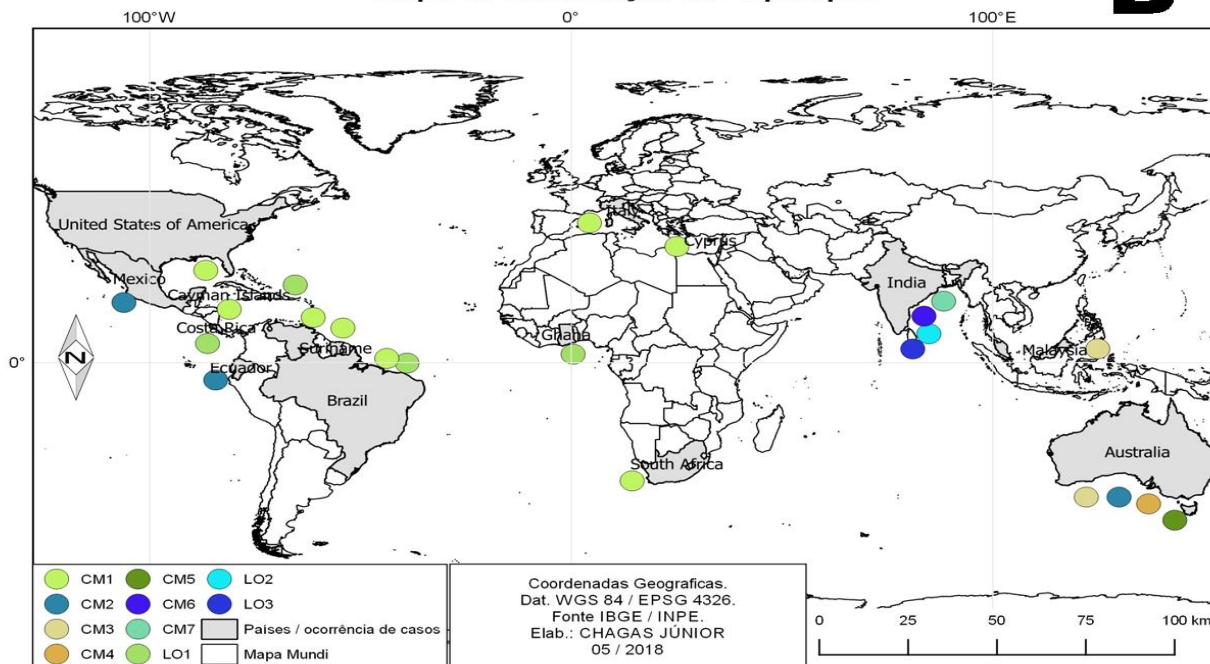 B
100°W 0° 100°E
United States of America
Italy
Cyprus
Mexico
India
Cayman Islands
Costa Rica
Ghana
Suriname
Malaysia
0°
Ecuador
Brazil
Australia
South Africa
N
CM1 CM5 LO2
CM2 CM6 LO3
CM3 CM7 Países / ocorrência de casos
CM4 LO1 Mapa Mundi
Coordenadas Geograficas.
Dat. WGS 84 / EPSG 4326.
Fonte IBGE / INPE.
Elab.: CHAGAS JÚNIOR
05 / 2018
0 25 50 75 100 km